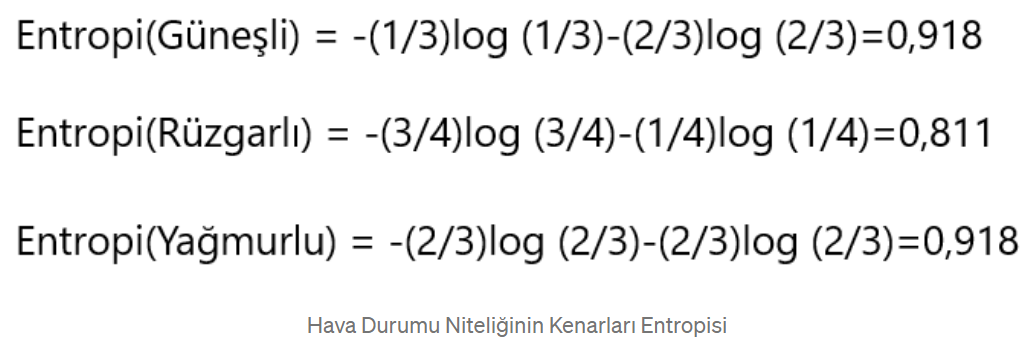 Entropi(Güneşli) = -(1/3)log (1/3)-(2/3)log (2/3)=0,918
Entropi(Rüzgarlı) = -(3/4)log (3/4)-(1/4)log (1/4)=0,811
Entropi(Yağmurlu) = -(2/3)log (2/3)-(2/3)log (2/3)=0,918
Hava Durumu Niteliğinin Kenarları Entropisi